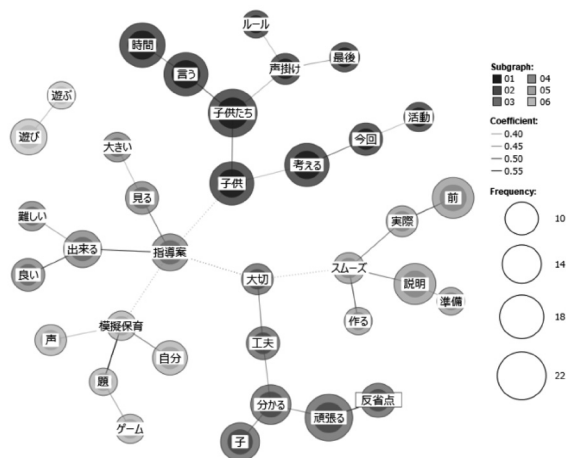 ルール
時間
声掛け
最後
言う
子供たち
遊ぶ
遊び
大きい
今回
活動
考える
子供
見る
前
難しい
出来る
指導案
実際
良い
大切
スムーズ
説明
準備
作る
声
模擬保育
自分
工夫
題
ゲーム
分かる
頑張る
反省点
子
Subgraph:
01 04
02 05
03 06
Coefficient:
0.40
0.45
0.50
0.55
Frequency:
10
14
18
22